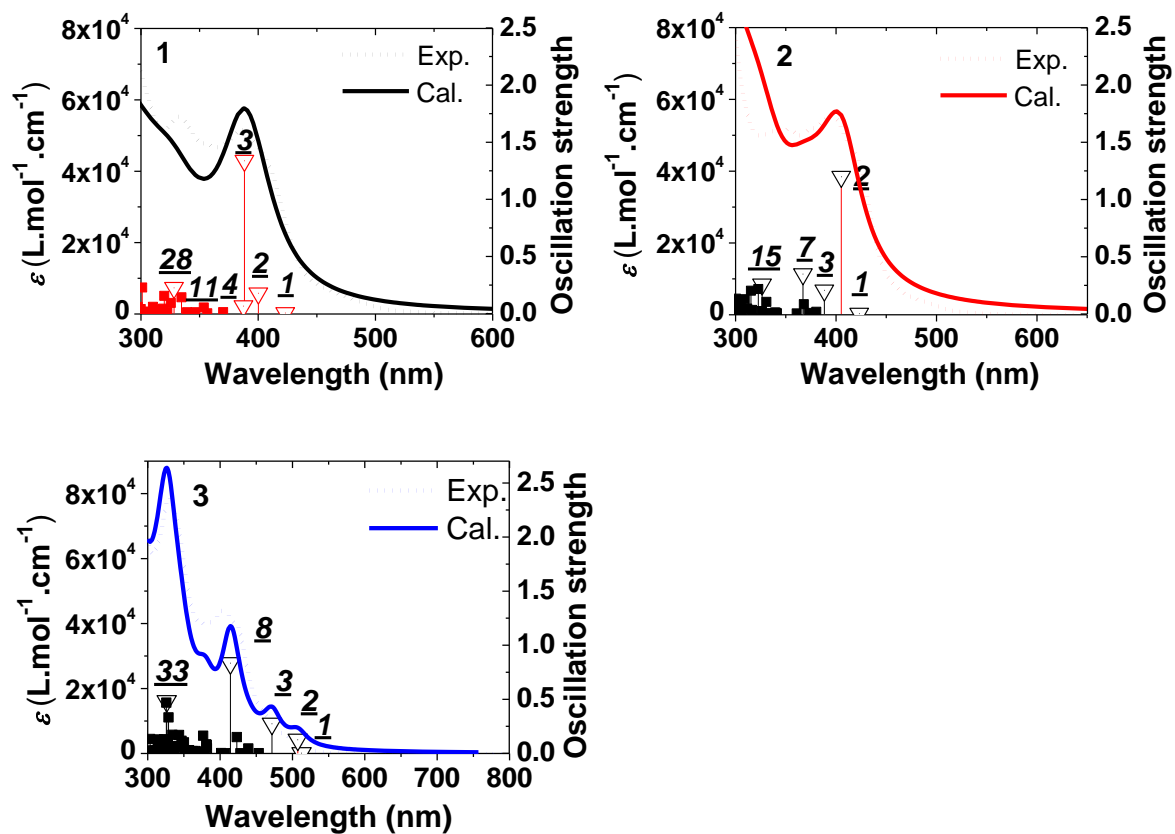 1
Exp.
Cal.
8x10⁴
6x10⁴
4x10⁴
2x10⁴
0
ε (L.mol⁻¹.cm⁻¹)
2.5
2.0
1.5
1.0
0.5
0.0
Oscillation strength
3
28
11
4
2
1
300 400 500 600
Wavelength (nm)
2
Exp.
Cal.
8x10⁴
6x10⁴
4x10⁴
2x10⁴
0
ε (L.mol⁻¹.cm⁻¹)
2.5
2.0
1.5
1.0
0.5
0.0
Oscillation strength
2
15
7
3
1
300 400 500 600
Wavelength (nm)
3
Exp.
Cal.
8x10⁴
6x10⁴
4x10⁴
2x10⁴
0
ε (L.mol⁻¹.cm⁻¹)
2.5
2.0
1.5
1.0
0.5
0.0
Oscillation strength
33
8
3
2
1
300 400 500 600 700 800
Wavelength (nm)